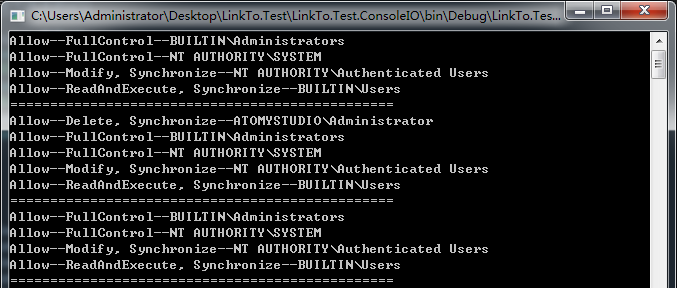 C:\Users\Administrator\Desktop\LinkTo.Test\LinkTo.Test.ConsoleIO\bin\Debug\LinkTo.Tes...
Allow--FullControl--BUILTIN\Administrators
Allow--FullControl--NT AUTHORITY\SYSTEM
Allow--Modify, Synchronize--NT AUTHORITY\Authenticated Users
Allow--ReadAndExecute, Synchronize--BUILTIN\Users
================================================
Allow--Delete, Synchronize--ATOMYSTUDIO\Administrator
Allow--FullControl--BUILTIN\Administrators
Allow--FullControl--NT AUTHORITY\SYSTEM
Allow--Modify, Synchronize--NT AUTHORITY\Authenticated Users
Allow--ReadAndExecute, Synchronize--BUILTIN\Users
================================================
Allow--FullControl--BUILTIN\Administrators
Allow--FullControl--NT AUTHORITY\SYSTEM
Allow--Modify, Synchronize--NT AUTHORITY\Authenticated Users
Allow--ReadAndExecute, Synchronize--BUILTIN\Users
================================================